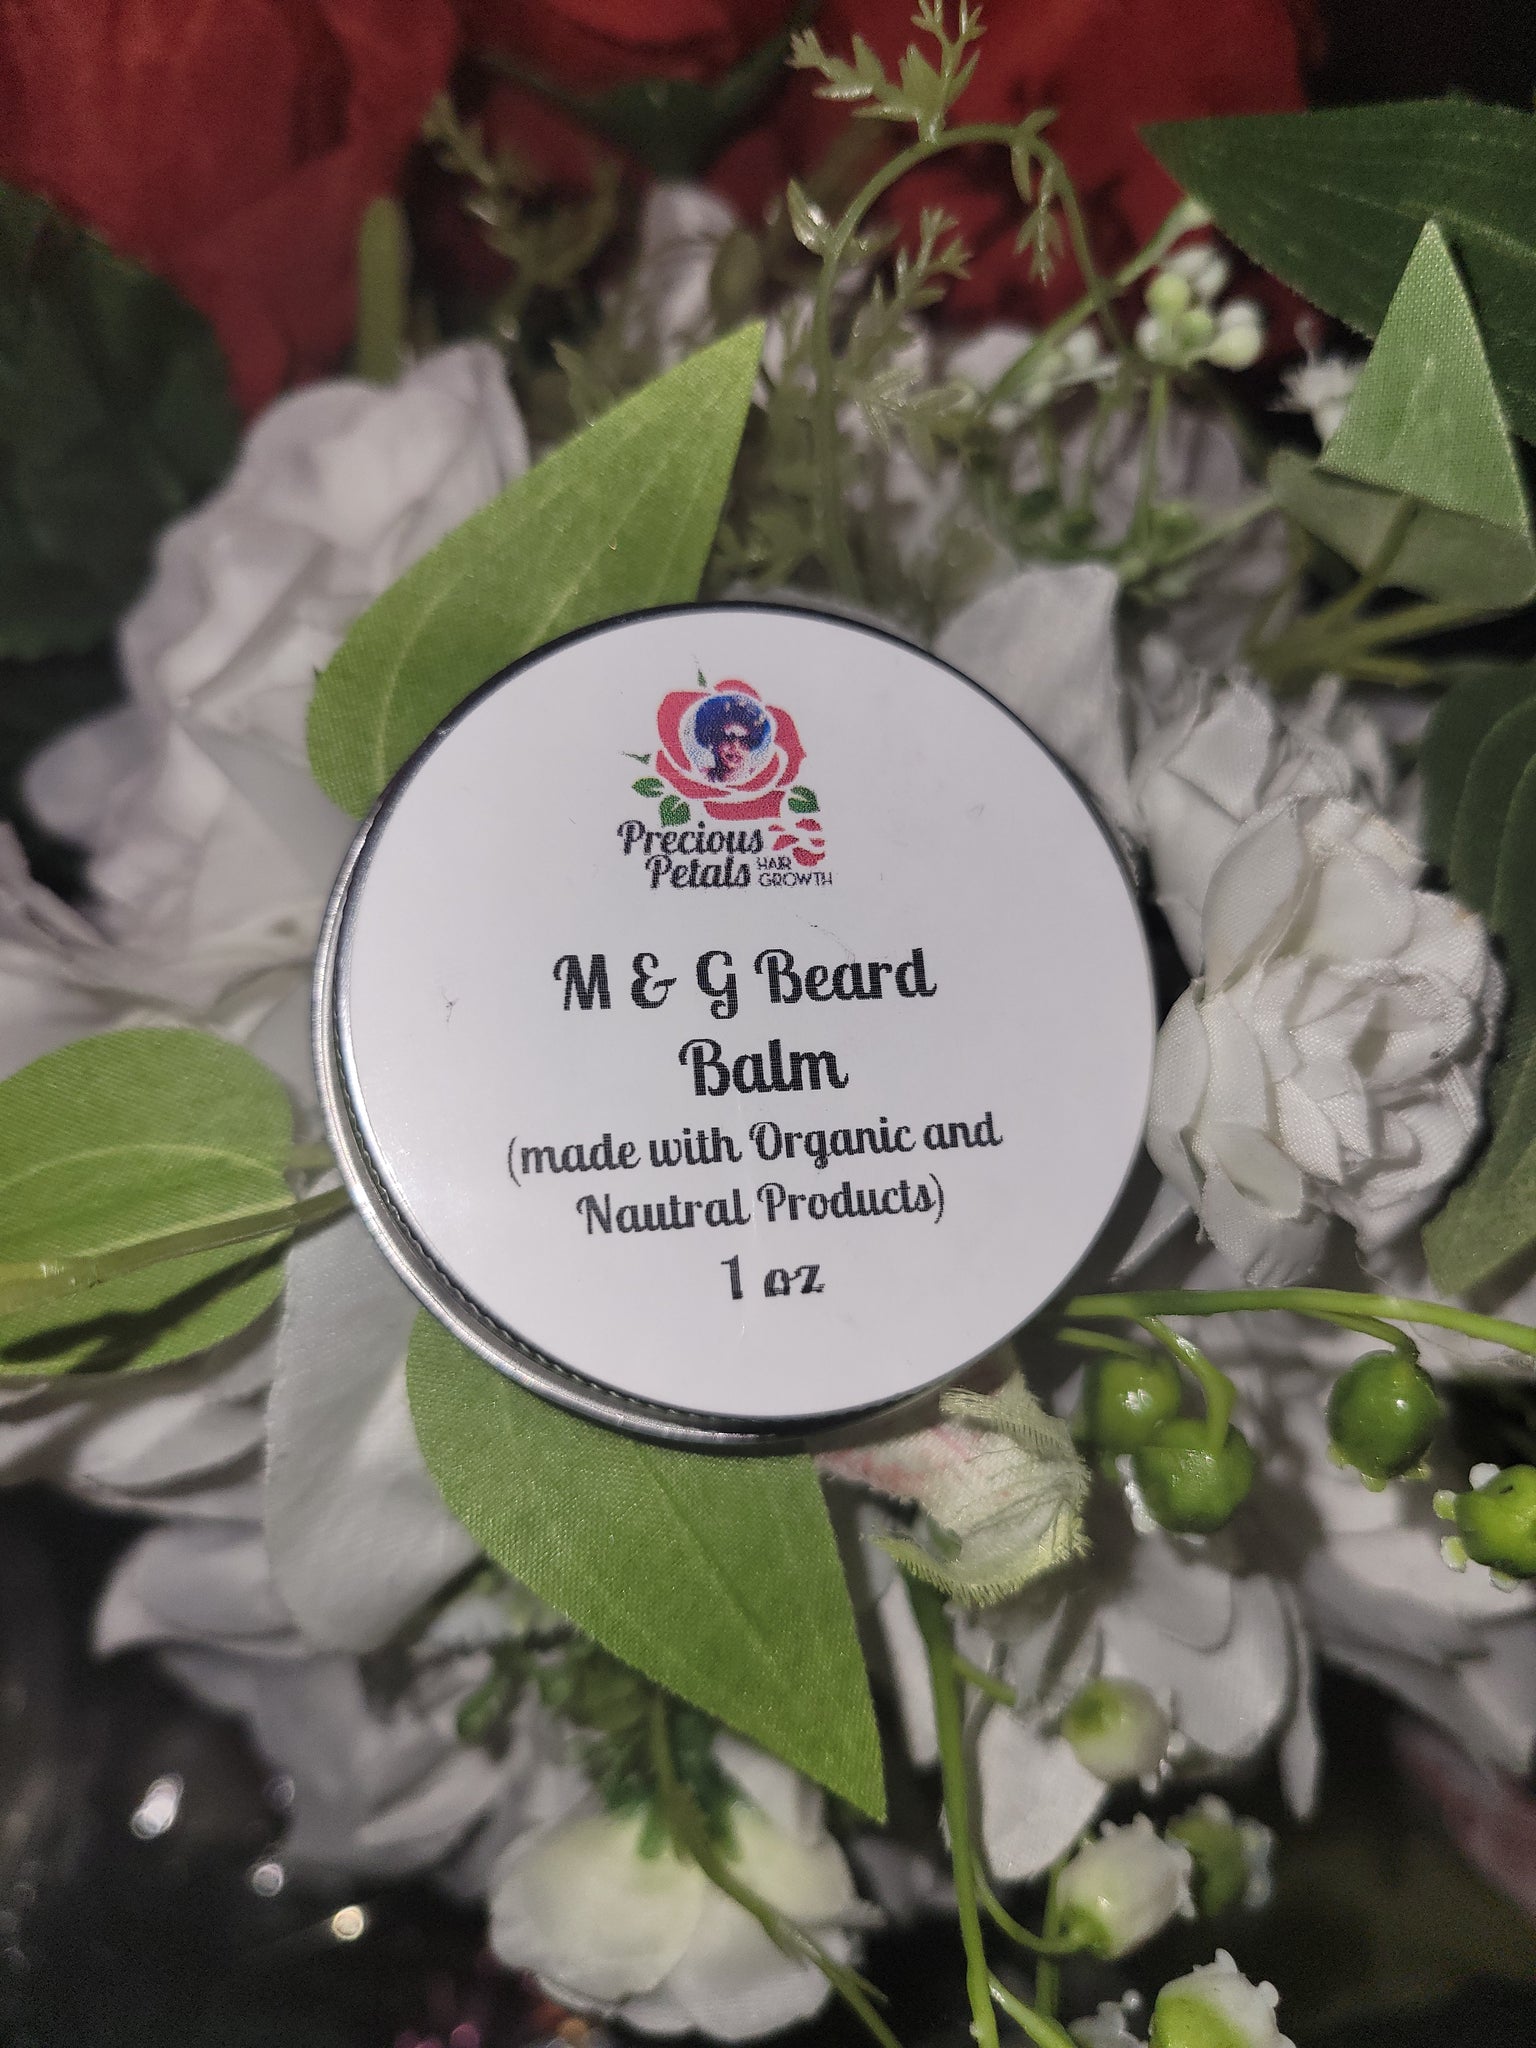 Precious
Petals HAIR
GROWTH
M & G Beard
Balm
(made with Organic and
Nautral Products)
1 oz